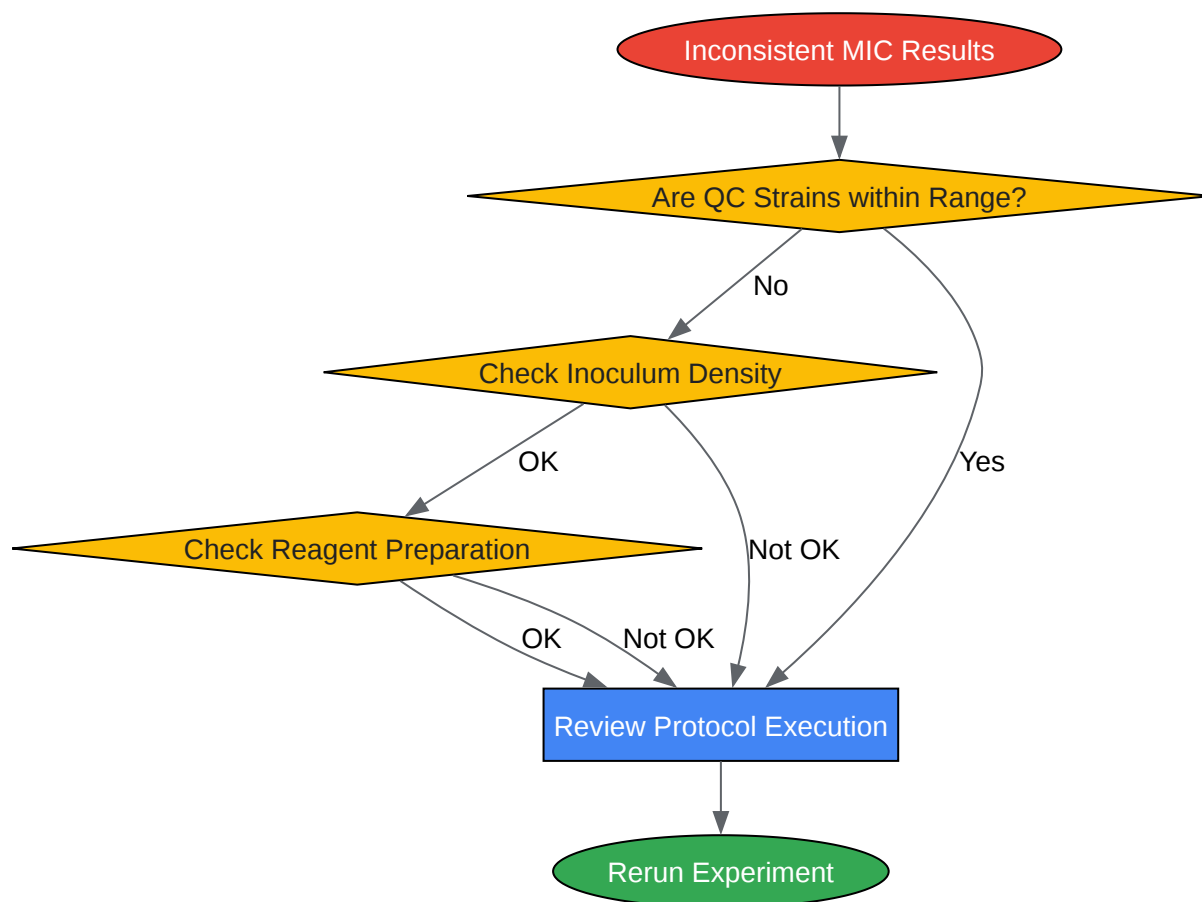 Inconsistent MIC Results
Are QC Strains within Range?
No
Check Inoculum Density
OK
Yes
Check Reagent Preparation
Not OK
OK
Not OK
Review Protocol Execution
Rerun Experiment